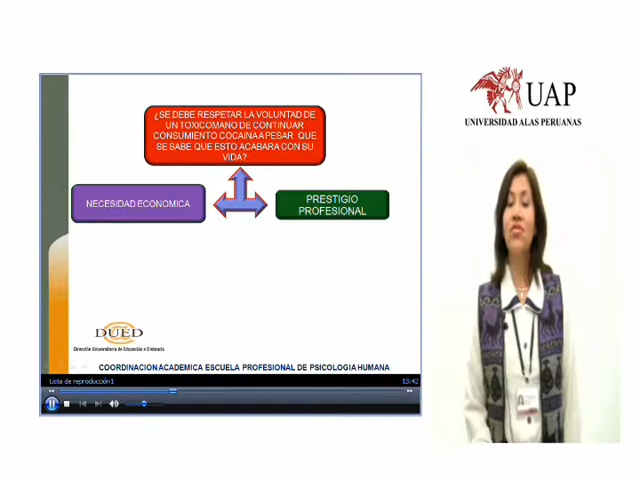 ¿SE DEBE RESPETAR LA VOLUNTAD DE
UN TOXICOMANO DE CONTINUAR
CONSUMIENTO COCAINA A PESAR QUE
SE SABE QUE ESTO ACABARA CON SU
VIDA?
NECESIDAD ECONOMICA
PRESTIGIO
PROFESIONAL
DUED
Dirección Universitaria de Educación a Distancia
COORDINACION ACADEMICA ESCUELA PROFESIONAL DE PSICOLOGIA HUMANA
Lista de reproducción1
13:42
UAP
UNIVERSIDAD ALAS PERUANAS